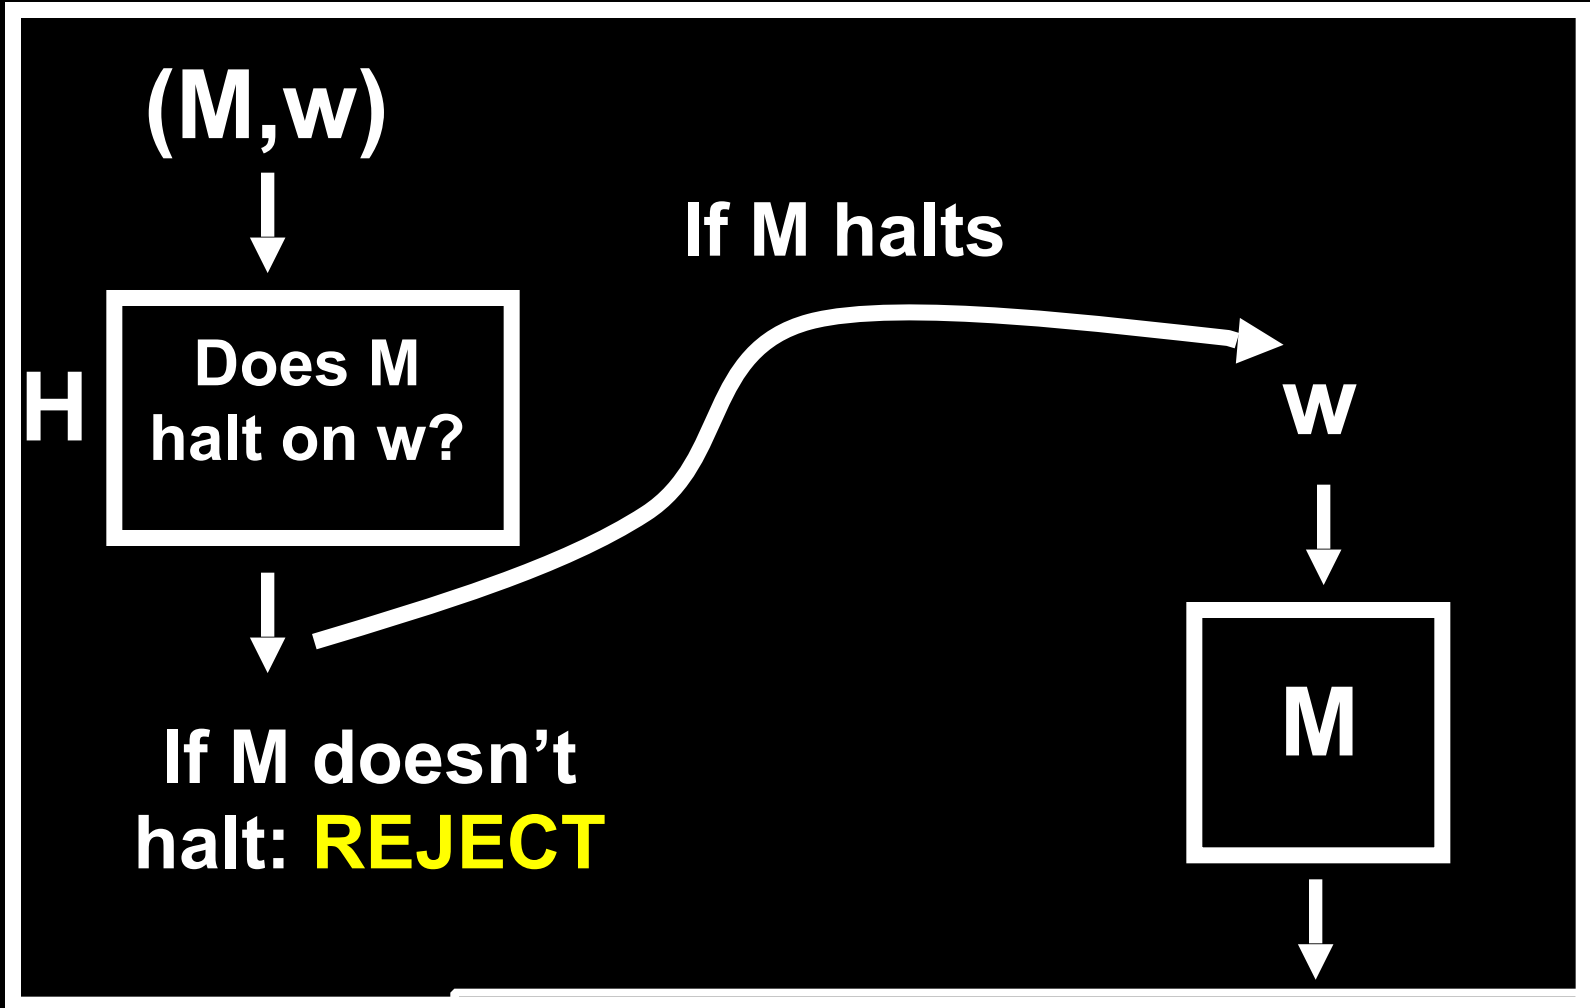 (M,w)
If M halts
H
Does M
halt on w?
w
M
If M doesn’t
halt: REJECT